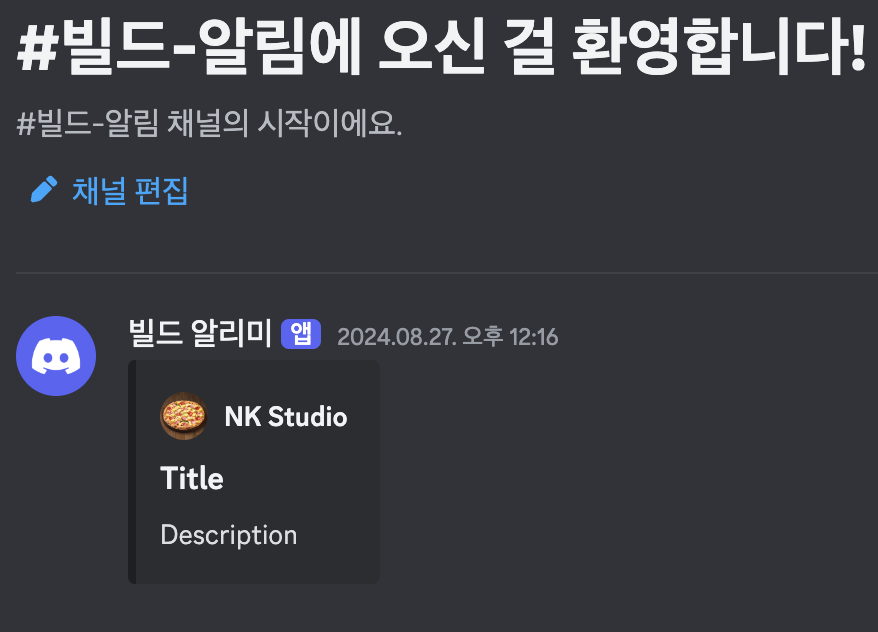 #빌드-알림에 오신 걸 환영합니다!
#빌드-알림 채널의 시작이에요.
채널 편집
빌드 알리미 앱 2024.08.27. 오후 12:16
NK Studio
Title
Description